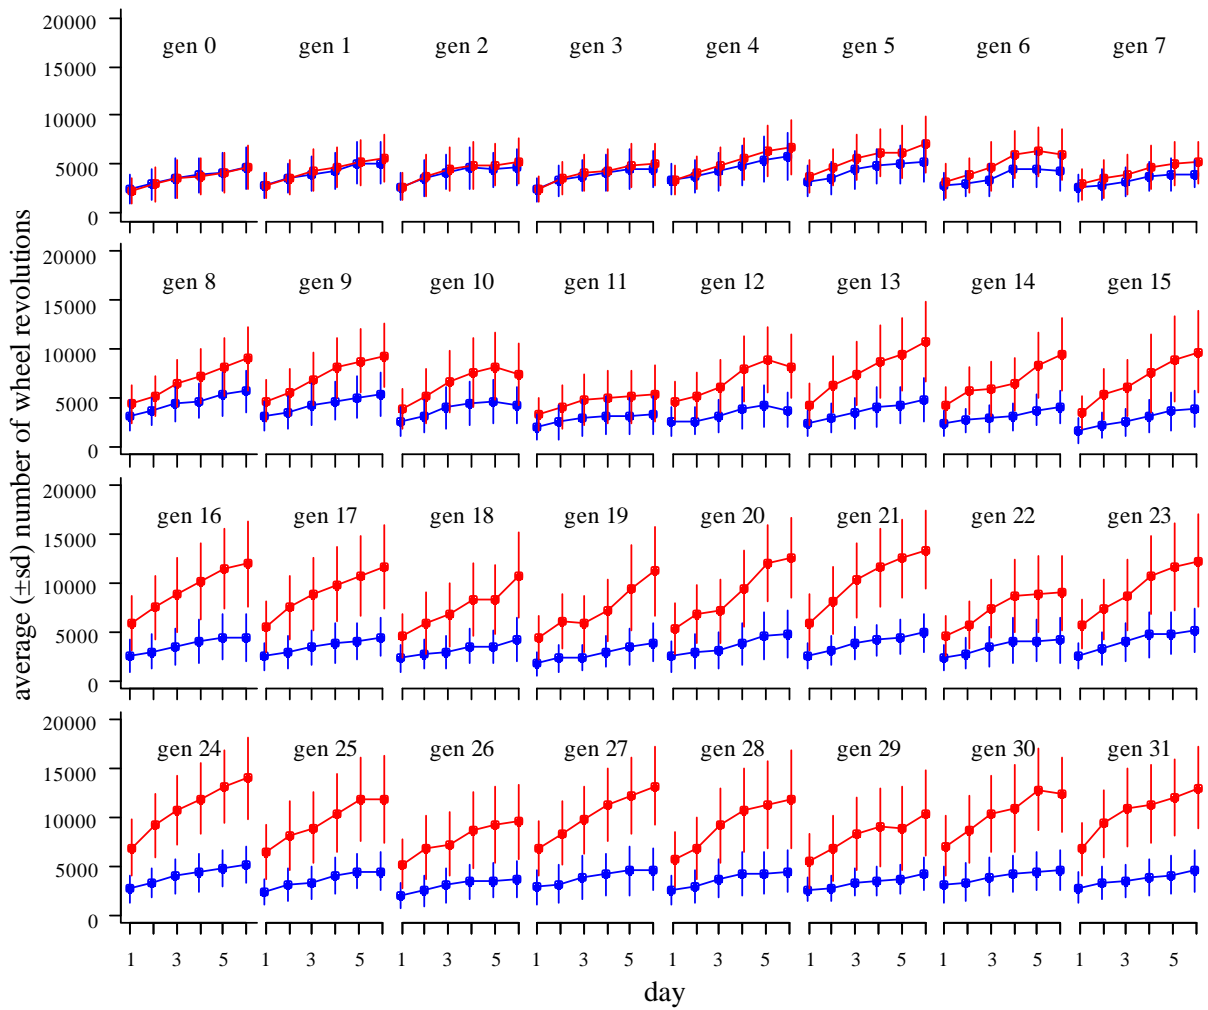 average (±sd) number of wheel revolutions
20000
15000
10000
5000
0
gen 0 gen 1 gen 2 gen 3 gen 4 gen 5 gen 6 gen 7
20000
15000
10000
5000
0
gen 8 gen 9 gen 10 gen 11 gen 12 gen 13 gen 14 gen 15
20000
15000
10000
5000
0
gen 16 gen 17 gen 18 gen 19 gen 20 gen 21 gen 22 gen 23
20000
15000
10000
5000
0
gen 24 gen 25 gen 26 gen 27 gen 28 gen 29 gen 30 gen 31
1 3 5 1 3 5 1 3 5 1 3 5 1 3 5 1 3 5 1 3 5 1 3 5
day